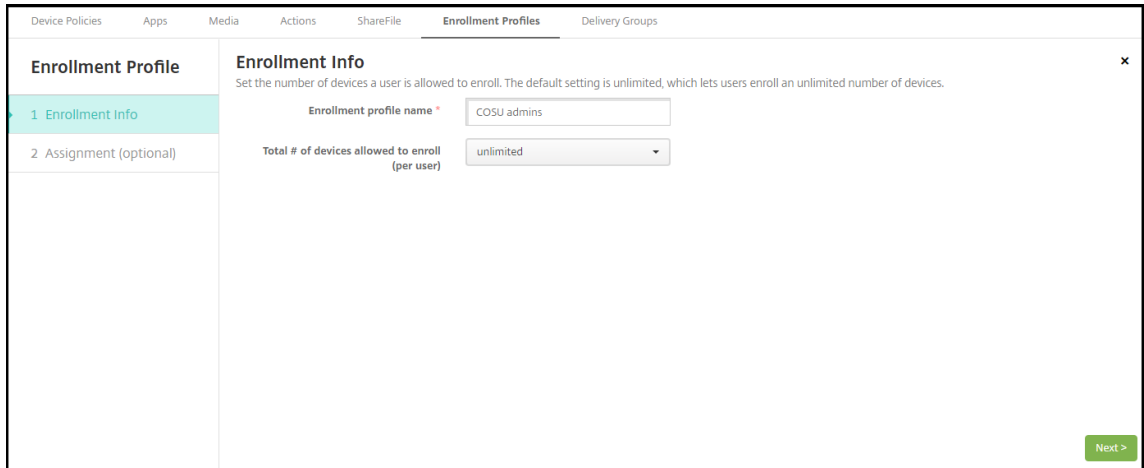 Device Policies Apps Media Actions ShareFile Enrollment Profiles Delivery Groups
Enrollment Profile
1 Enrollment Info
2 Assignment (optional)
Enrollment Info
×
Set the number of devices a user is allowed to enroll. The default setting is unlimited, which lets users enroll an unlimited number of devices.
Enrollment profile name * COSU admins
Total # of devices allowed to enroll unlimited
(per user)
Next >